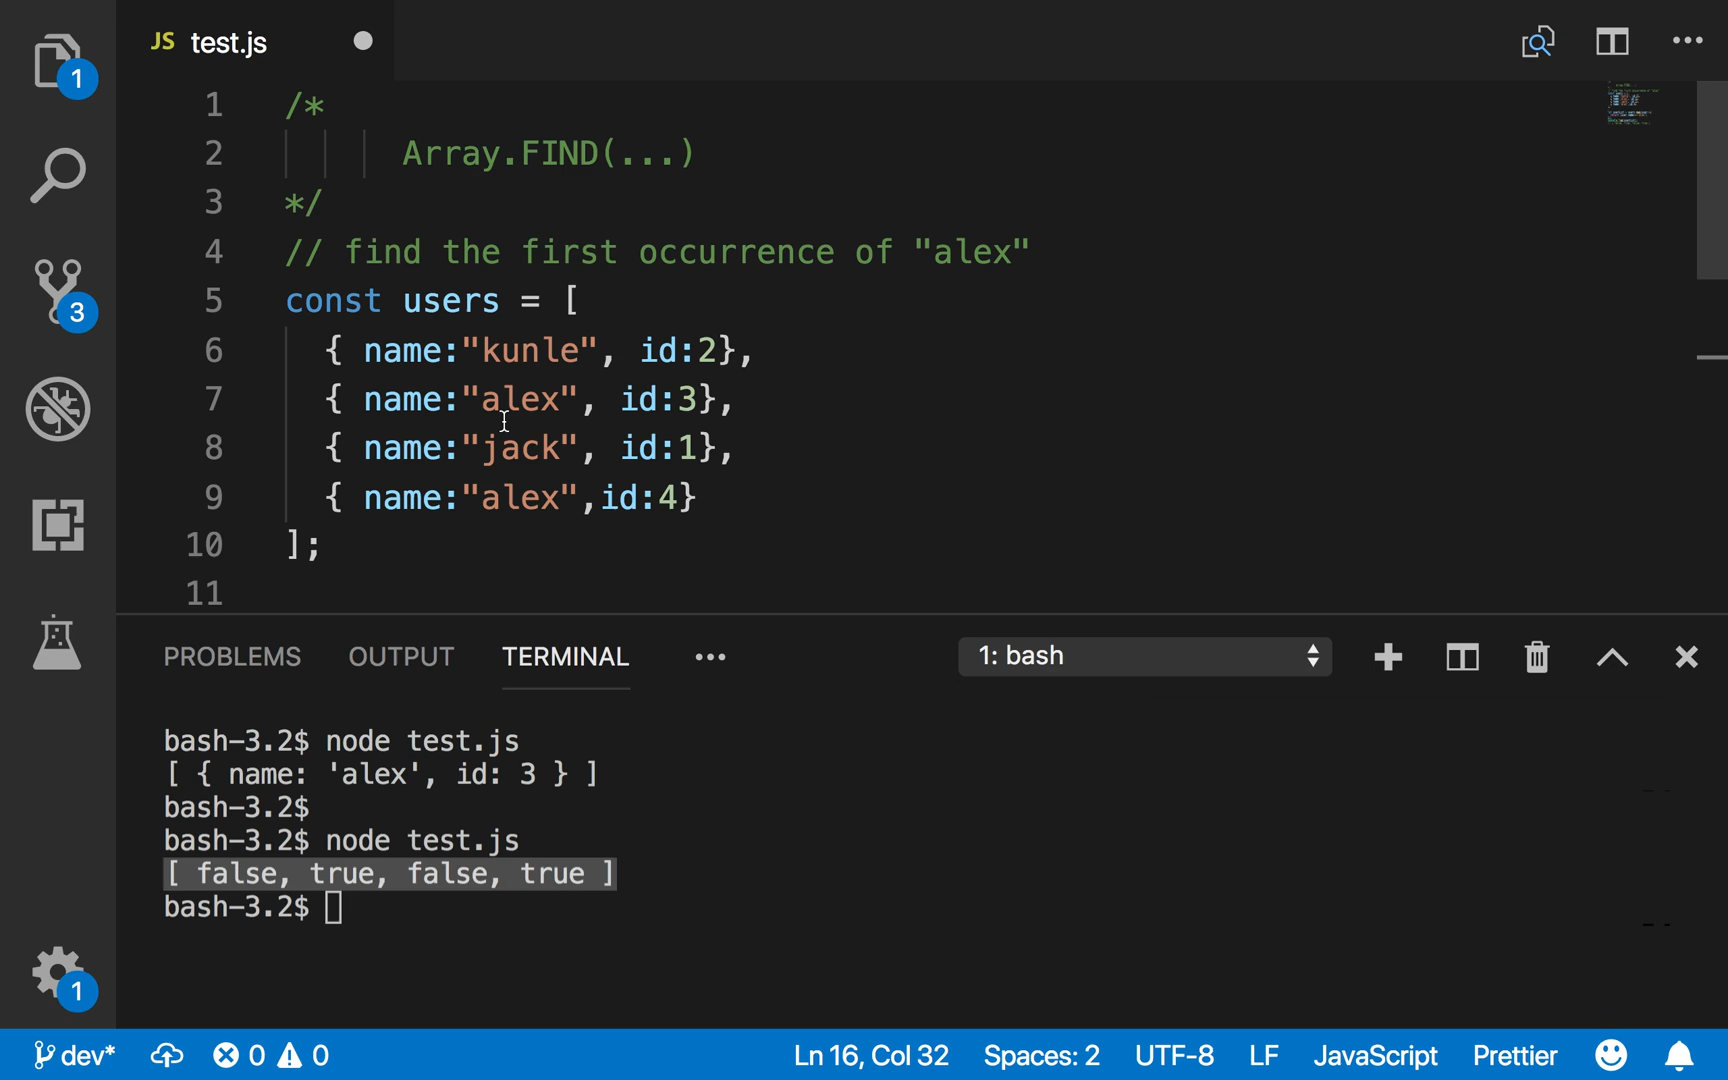 JS test.js
1
1 /*
2 Array.FIND(...)
3 */
4 // find the first occurrence of "alex"
5 const users = [
6 { name:"kunle", id:2},
7 { name:"alex", id:3},
8 { name:"jack", id:1},
9 { name:"alex",id:4}
10 ];
11
3
PROBLEMS OUTPUT TERMINAL ••• 1: bash
bash-3.2$ node test.js
[ { name: 'alex', id: 3 } ]
bash-3.2$
bash-3.2$ node test.js
[ false, true, false, true ]
bash-3.2$
1
dev* 0 0 Ln 16, Col 32 Spaces: 2 UTF-8 LF JavaScript Prettier